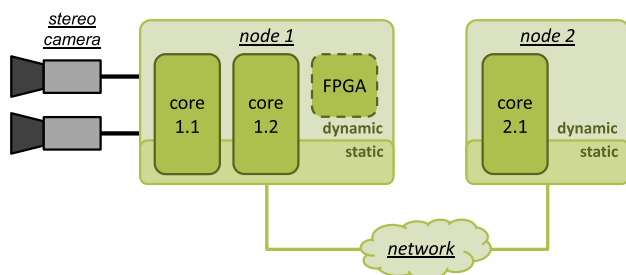 stereo
camera
node 1
core
1.1
core
1.2
FPGA
dynamic
static
node 2
core
2.1
dynamic
static
network